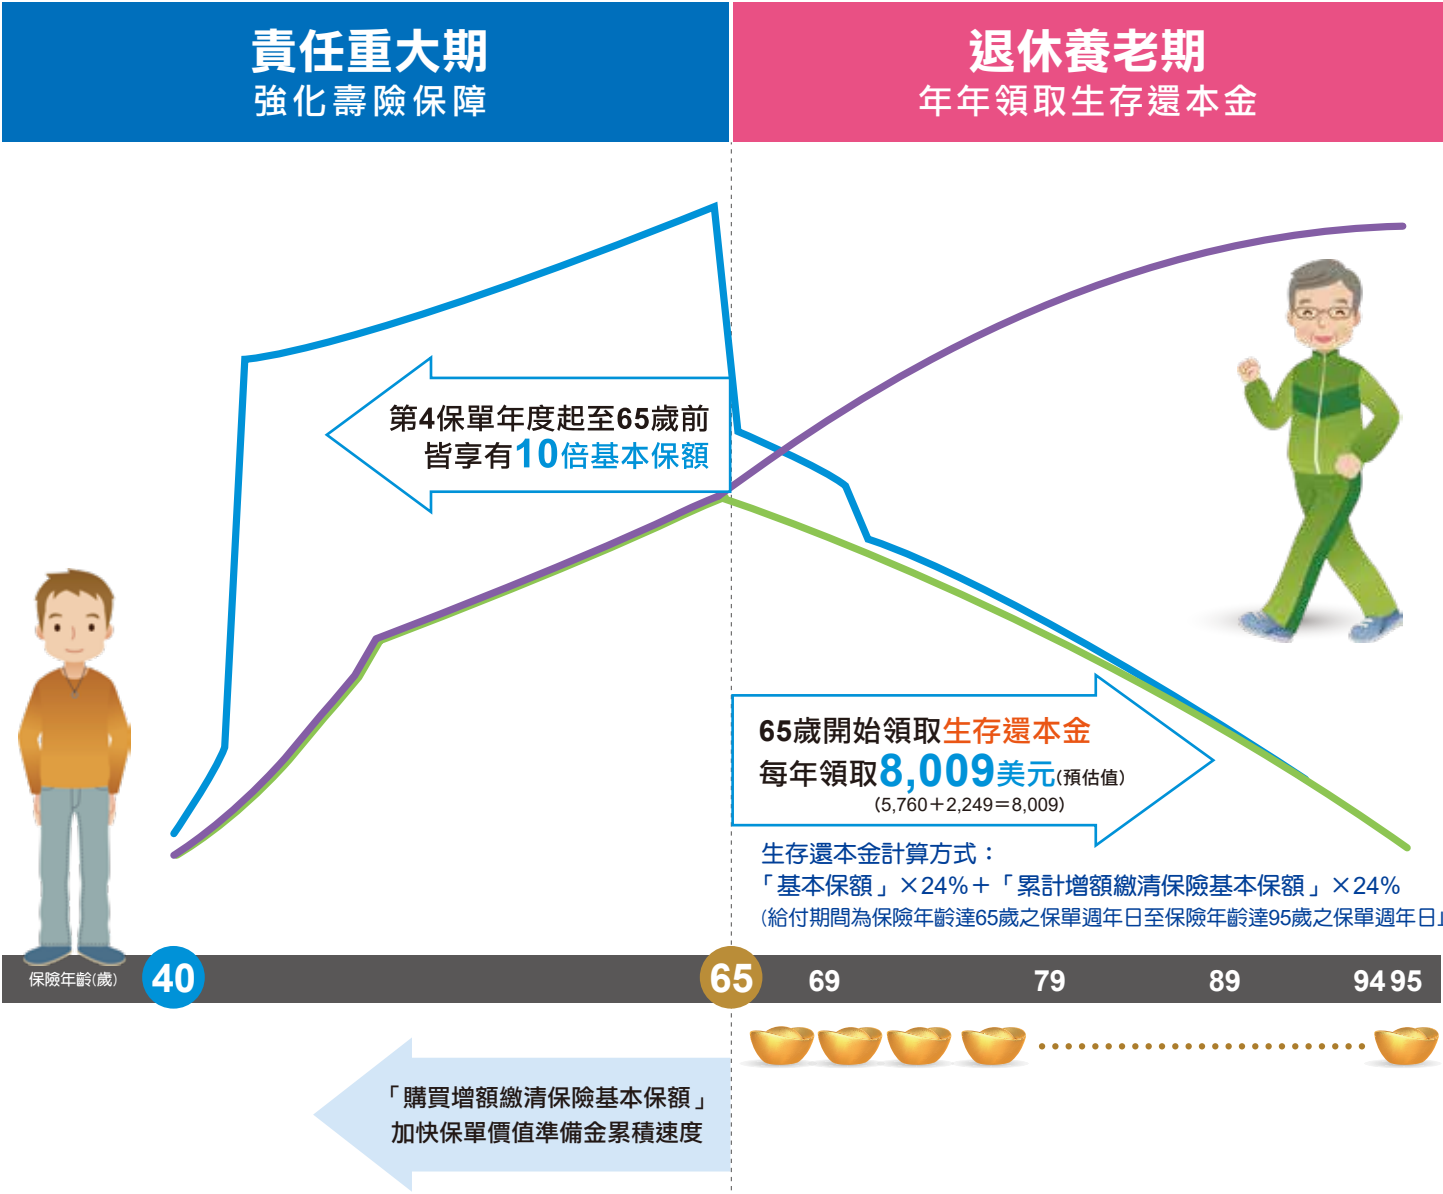 責任重大期
強化壽險保障
退休養老期
年年領取生存還本金
第4保單年度起至65歲前
皆享有10倍基本保額
65歲開始領取生存還本金
每年領取8,009美元(預估值)
(5,760＋2,249＝8,009)
生存還本金計算方式：
「基本保額」×24%＋「累計增額繳清保險基本保額」×24%
(給付期間為保險年齡達65歲之保單週年日至保險年齡達95歲之保單週年日」
保險年齡(歲)
40
65
69
79
89
94
95
「購買增額繳清保險基本保額」
加快保單價值準備金累積速度